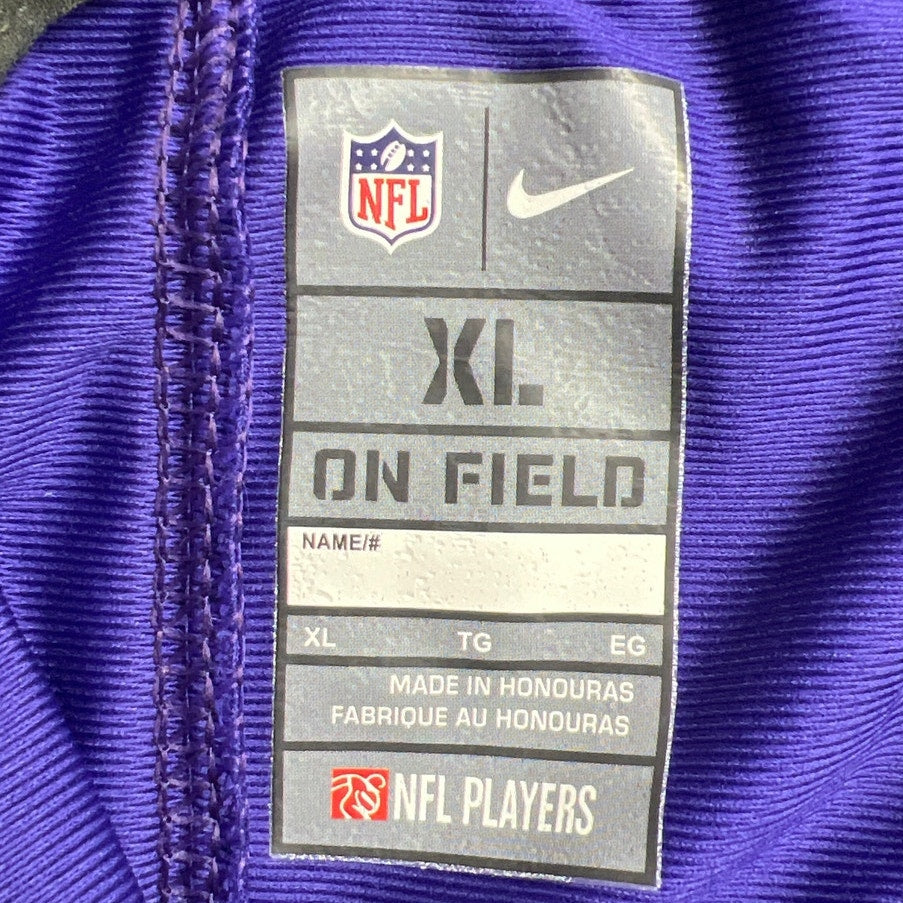 NFL
XL
ON FIELD
NAME/#
XL TG EG
MADE IN HONOURAS
FABRIQUE AU HONOURAS
NFL PLAYERS